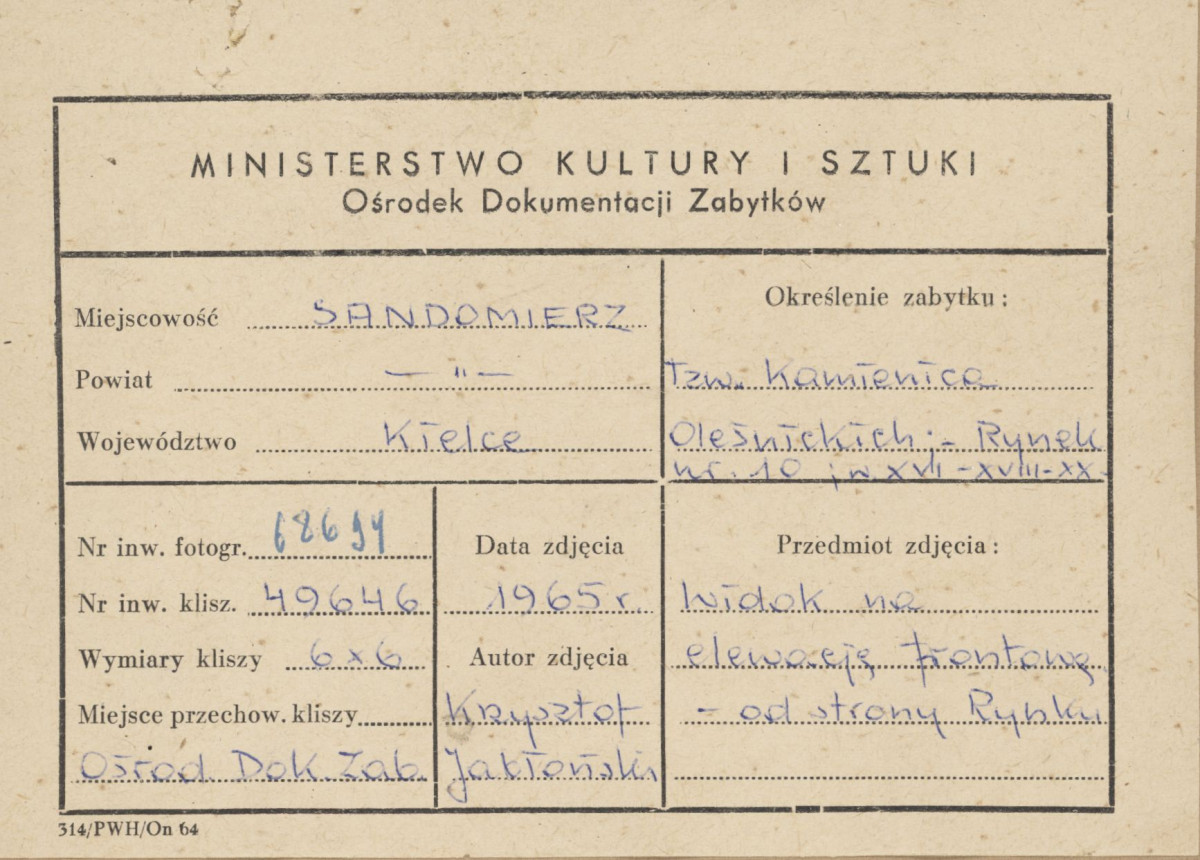 MINISTERSTWO KULTURY I SZTUKI
Ośrodek Dokumentacji Zabytków
Miejscowość SANDOMIERZ
Powiat — " —
Województwo Kielce
Określenie zabytku:
Tzw. Kamienica
Oleśnickich; - Rynek
nr. 10 ; w. XVII - XVIII - XX.
Nr inw. fotogr. 68694
Nr inw. klisz. 49646
Wymiary kliszy 6 x 6
Miejsce przechow. kliszy
Ośrod. Dok. Zab.
Data zdjęcia
1965 r.
Autor zdjęcia
Krzysztof
Jabłoński
Przedmiot zdjęcia:
Widok na
elewację frontową
- od strony Rynku
314/PWH/On 64